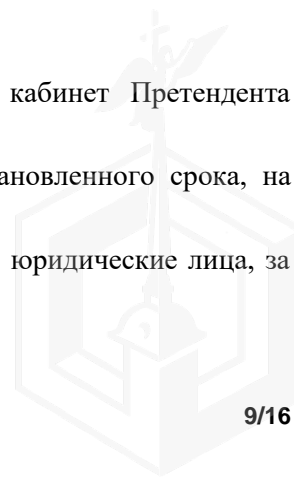 кабинет Претендента
ановленного срока, на
юридические лица, за
9/16